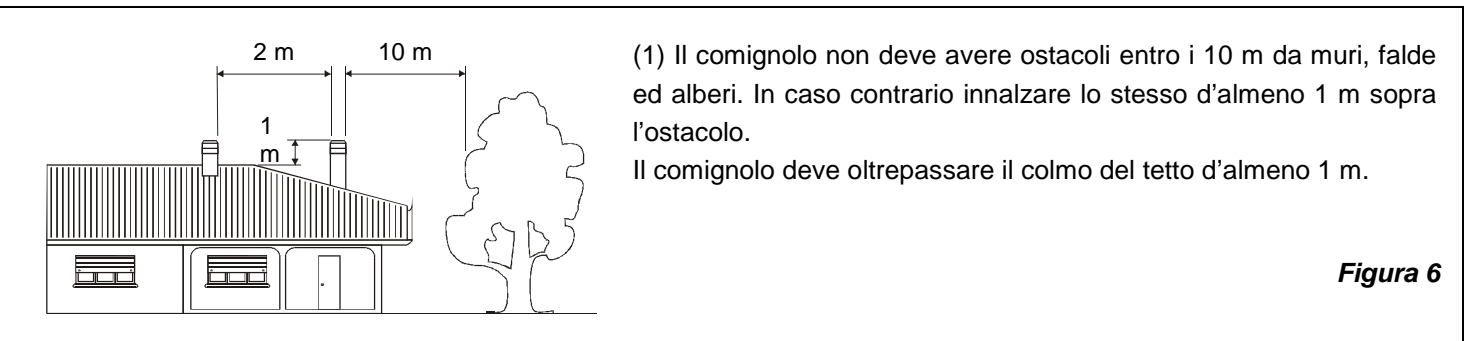 2 m
10 m
1
m
(1) Il comignolo non deve avere ostacoli entro i 10 m da muri, falde
ed alberi. In caso contrario innalzare lo stesso d’almeno 1 m sopra
l’ostacolo.
Il comignolo deve oltrepassare il colmo del tetto d’almeno 1 m.
Figura 6